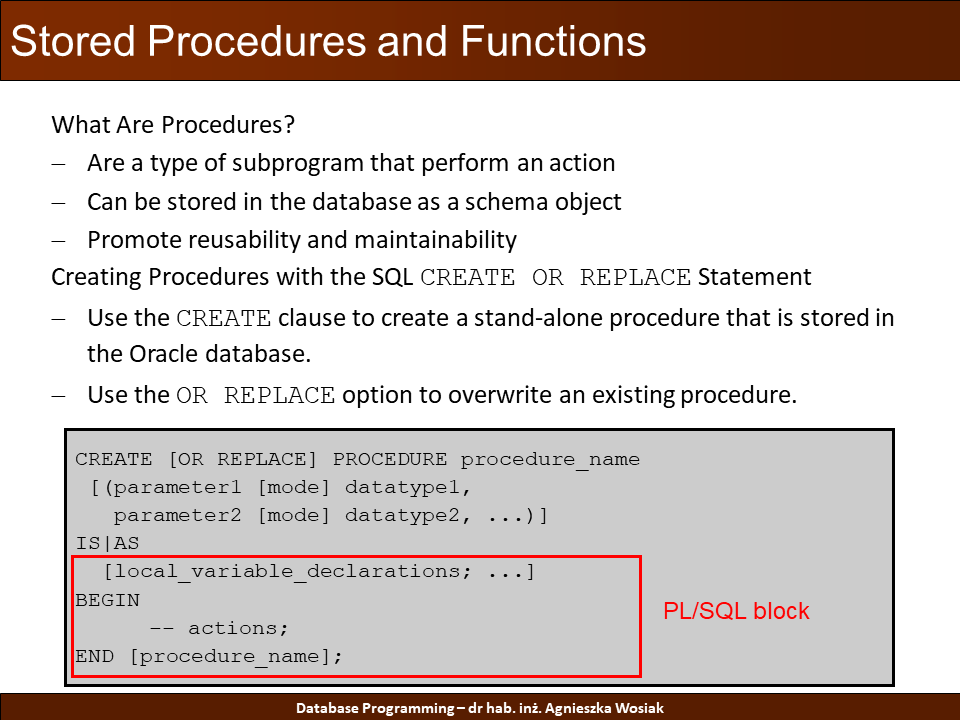 Stored Procedures and Functions
What Are Procedures?
– Are a type of subprogram that perform an action
– Can be stored in the database as a schema object
– Promote reusability and maintainability
Creating Procedures with the SQL CREATE OR REPLACE Statement
– Use the CREATE clause to create a stand-alone procedure that is stored in
the Oracle database.
– Use the OR REPLACE option to overwrite an existing procedure.
CREATE [OR REPLACE] PROCEDURE procedure_name
[(parameter1 [mode] datatype1,
parameter2 [mode] datatype2, ...)]
IS|AS
[local_variable_declarations; ...]
BEGIN
-- actions;
END [procedure_name];
PL/SQL block
Database Programming – dr hab. inż. Agnieszka Wosiak